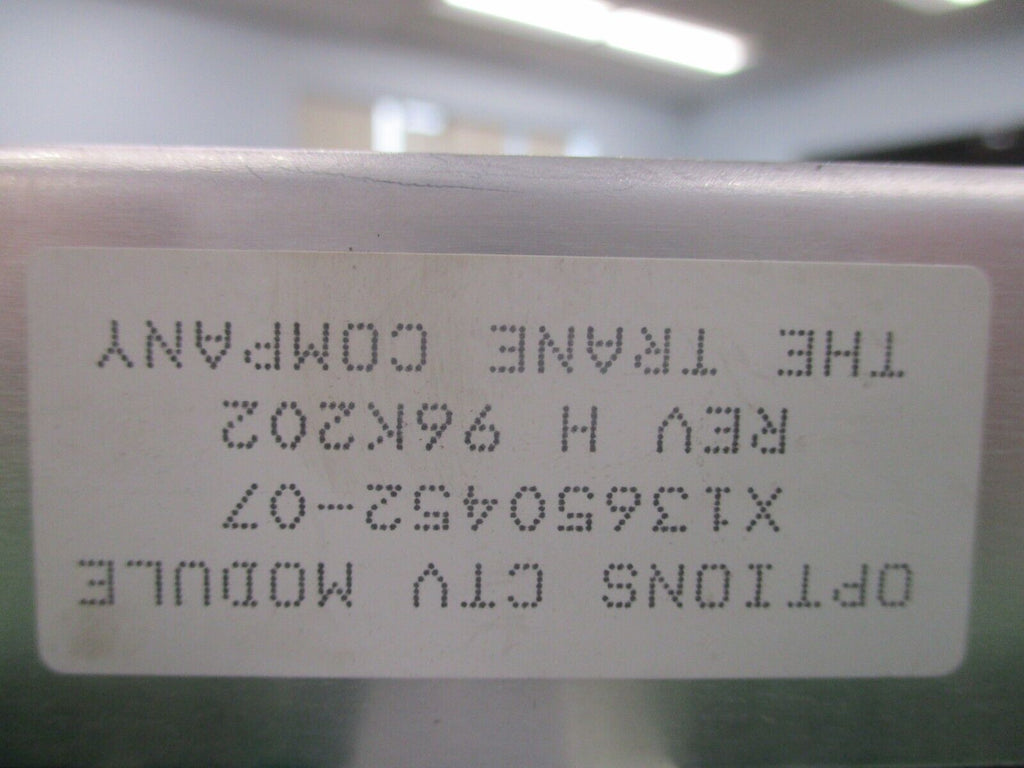 OPTIONS CTV MODULE
X13650452-07
REV H 96K202
THE TRANE COMPANY